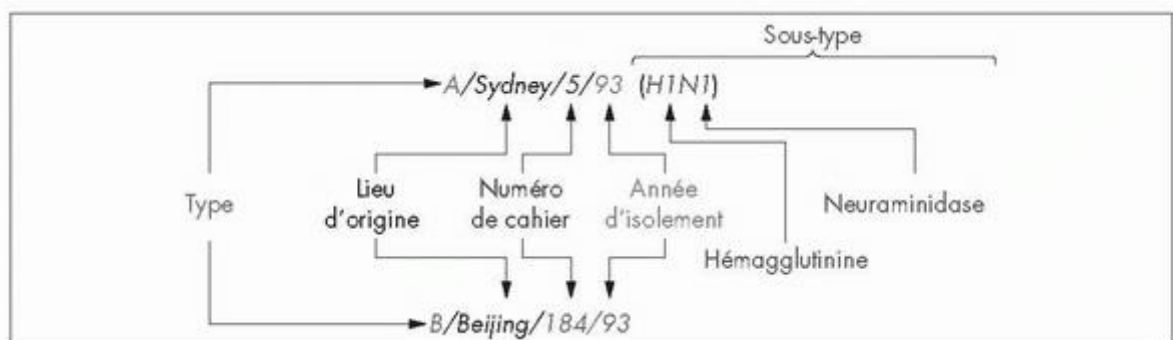 Sous-type
A/Sydney/5/93 (H1N1)
Type
Lieu
d'origine
Numéro
de cahier
Année
d'isolement
Neuraminidase
Hémagglutinine
B/Beijing/184/93